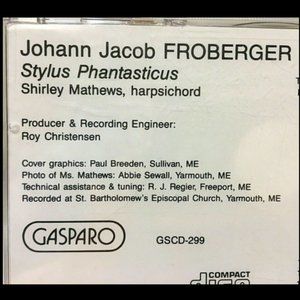 Johann Jacob FROBERGER
Stylus Phantasticus
Shirley Mathews, harpsichord
Producer & Recording Engineer:
Roy Christensen
Cover graphics: Paul Breeden, Sullivan, ME
Photo of Ms. Mathews: Abbie Sewall, Yarmouth, ME
Technical assistance & tuning: R. J. Regier, Freeport, ME
Recorded at St. Bartholomew's Episcopal Church, Yarmouth, ME
GASPARO
GSCD-299
COMPACT
disc